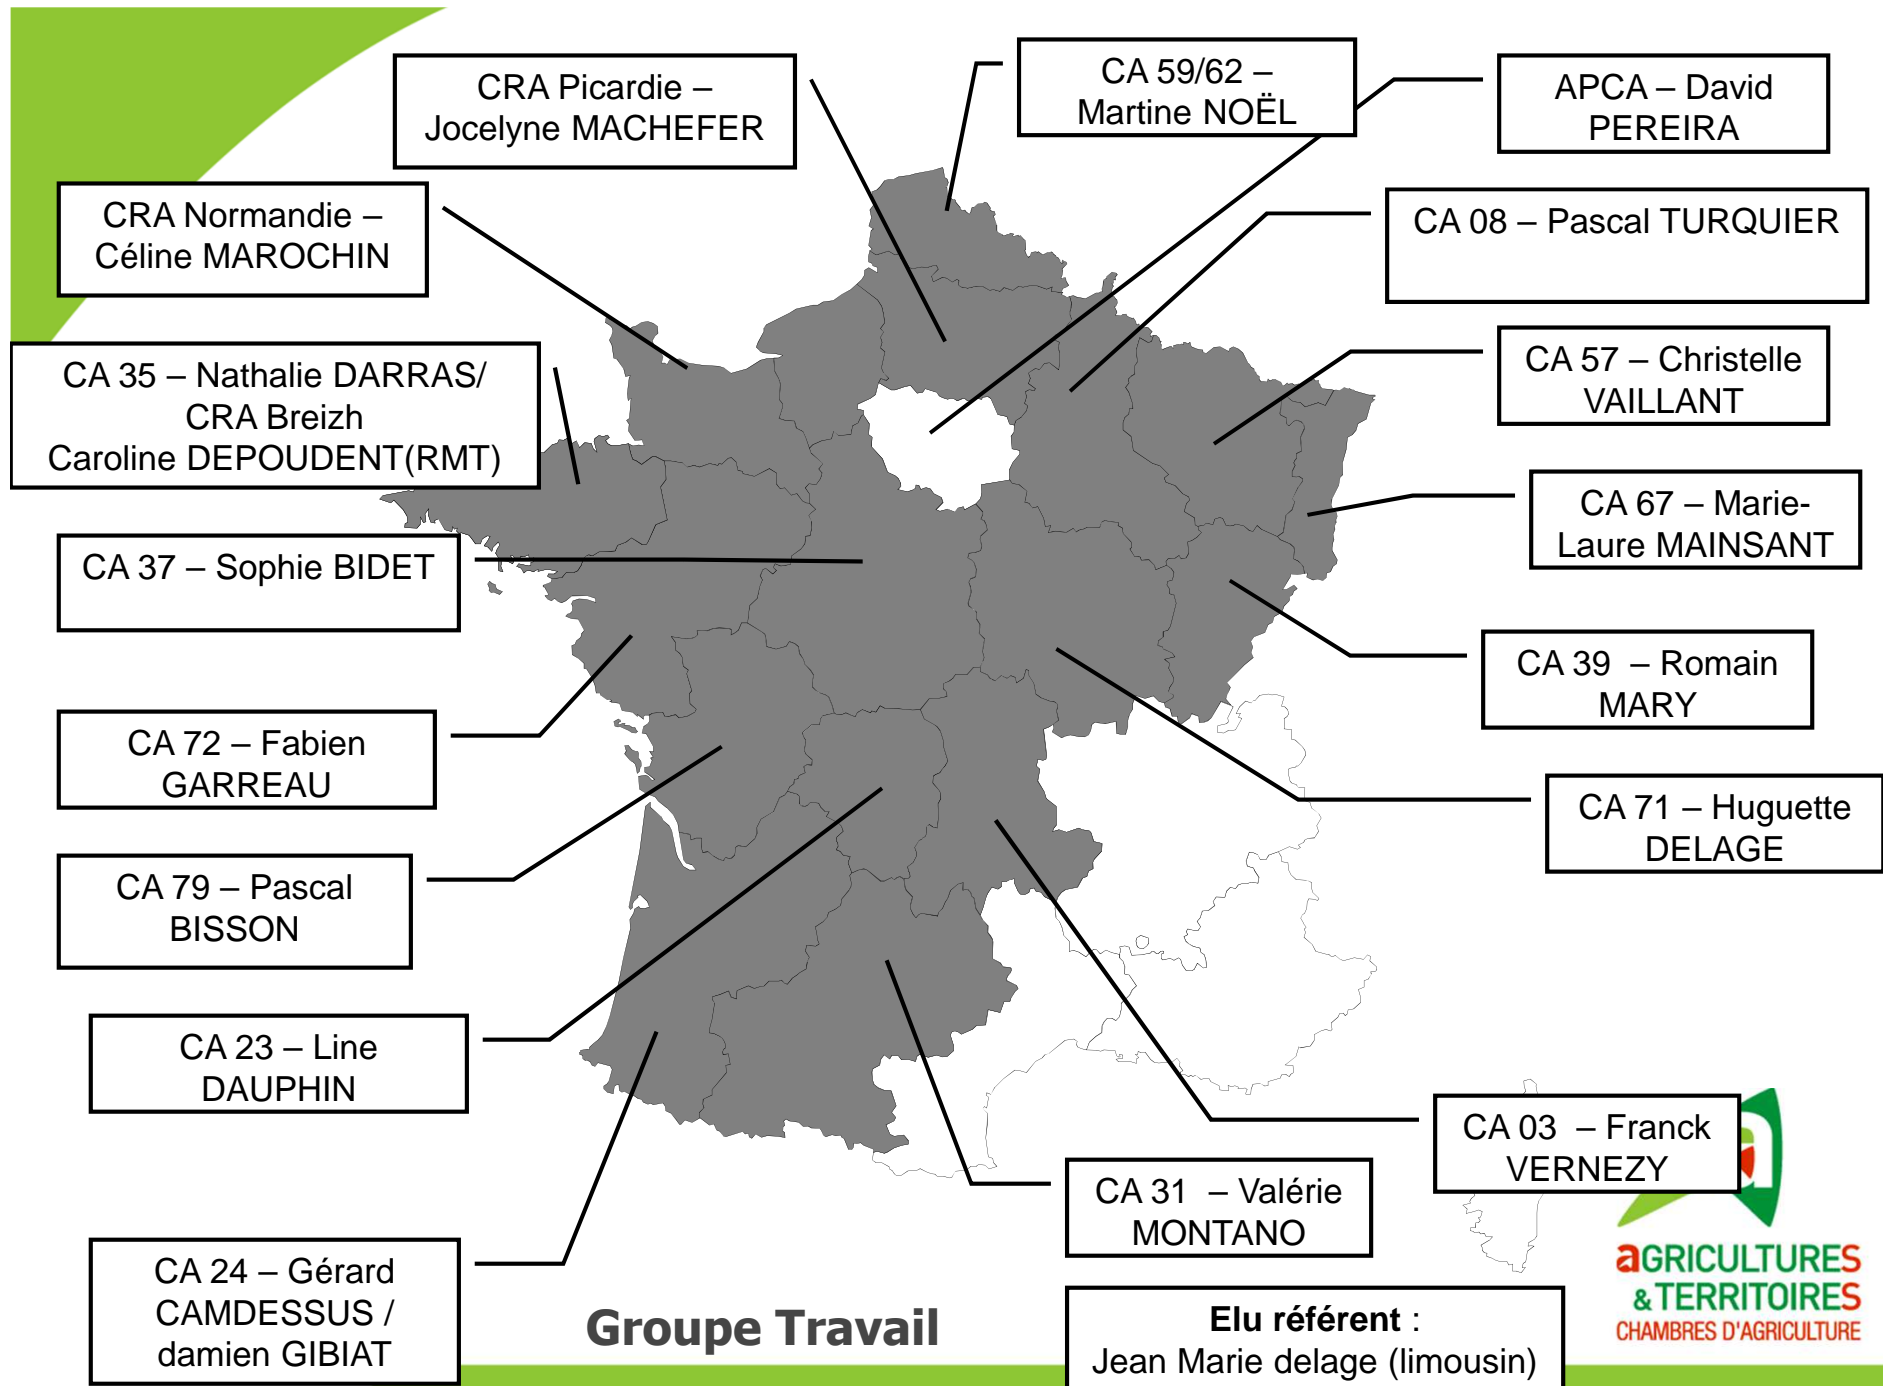 CRA Picardie –
Jocelyne MACHEFER
CA 59/62 –
Martine NOËL
APCA – David
PEREIRA
CRA Normandie –
Céline MAROCHIN
CA 08 – Pascal TURQUIER
CA 35 – Nathalie DARRAS/
CRA Breizh
Caroline DEPOUDENT(RMT)
CA 57 – Christelle
VAILLANT
CA 67 – Marie-
Laure MAINSANT
CA 37 – Sophie BIDET
CA 39 – Romain
MARY
CA 72 – Fabien
GARREAU
CA 71 – Huguette
DELAGE
CA 79 – Pascal
BISSON
CA 23 – Line
DAUPHIN
CA 03 – Franck
VERNEZY
CA 31 – Valérie
MONTANO
CA 24 – Gérard
CAMDESSUS /
damien GIBIAT
Groupe Travail
Elu référent :
Jean Marie delage (limousin)
aGRICULTURES
& TERRITOIRES
CHAMBRES D'AGRICULTURE